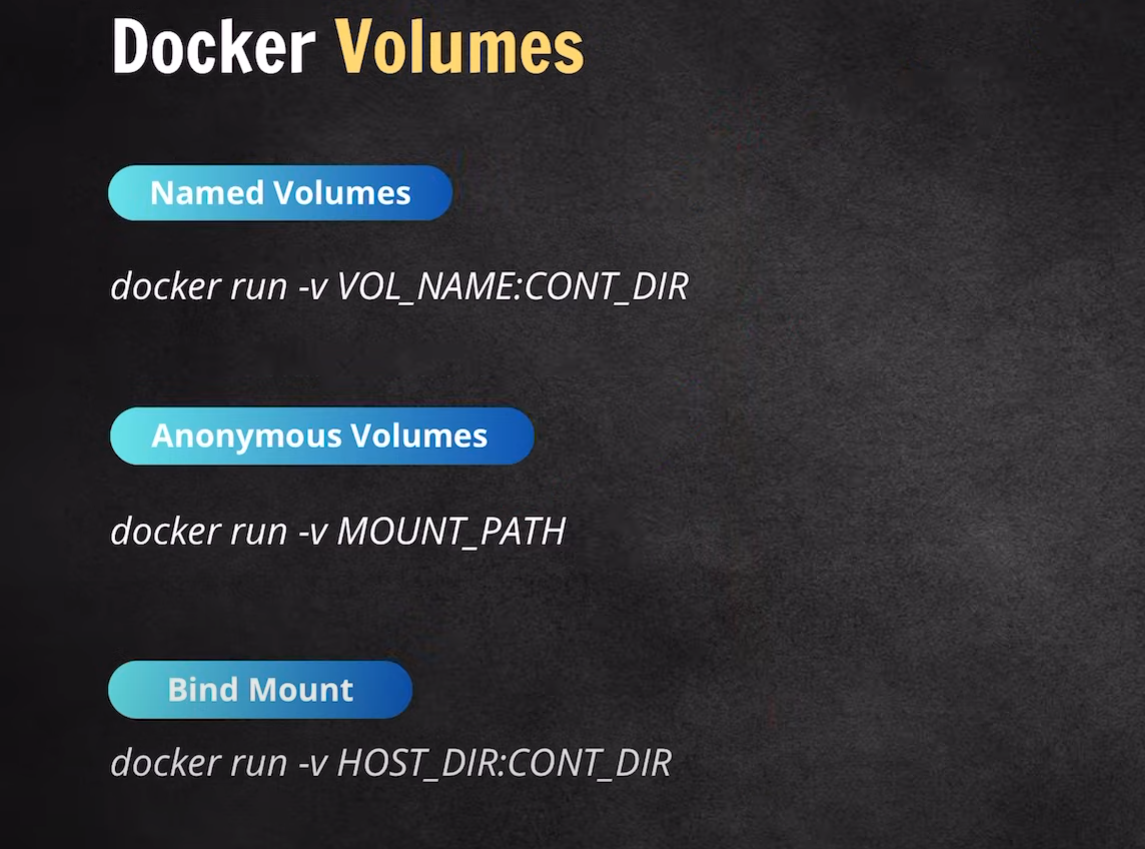 Docker Volumes
Named Volumes
docker run -v VOL_NAME:CONT_DIR
Anonymous Volumes
docker run -v MOUNT_PATH
Bind Mount
docker run -v HOST_DIR:CONT_DIR